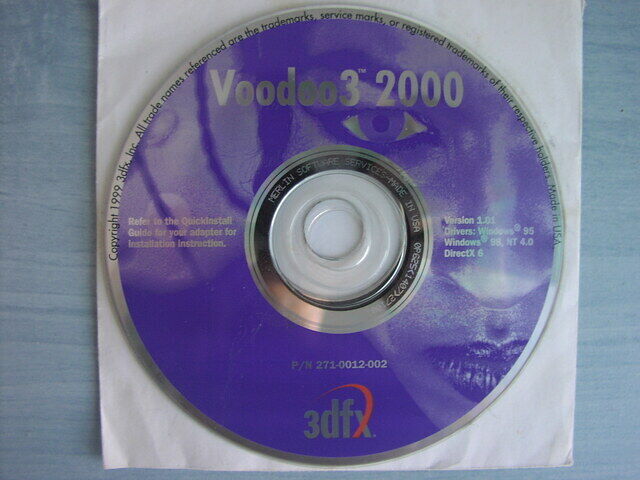 Copyright 1999 3dfx, Inc. All trade names referenced are the trademarks, service marks, or registered trademarks of their respective holders. Made in USA
Voodoo3™ 2000
MERLIN SOFTWARE SERVICES-MADE IN USA
Refer to the QuickInstall
Guide for your adapter for
installation instruction.
Version 1.01
Drivers: Windows® 95
Windows® 98, NT 4.0
DirectX 6
P/N 271-0012-002
3dfx.